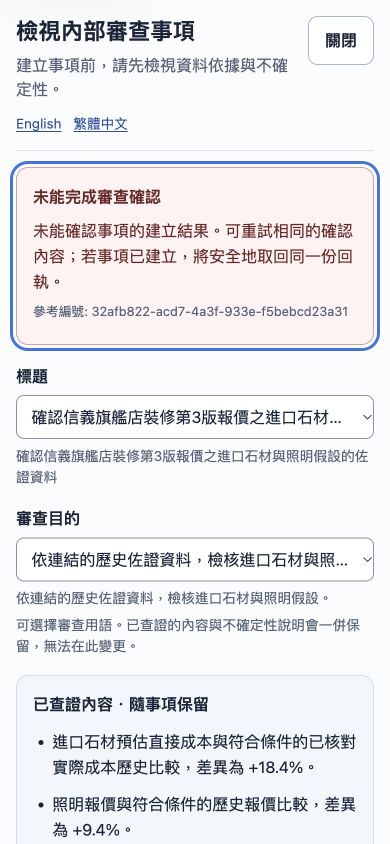 檢視內部審查事項
關閉
建立事項前，請先檢視資料依據與不確
定性。
English 繁體中文
未能完成審查確認
未能確認事項的建立結果。可重試相同的確認
內容；若事項已建立，將安全地取回同一份回
執。
參考編號: 32afb822-acd7-4a3f-933e-f5bebcd23a31
標題
確認信義旗艦店裝修第3版報價之進口石材...
確認信義旗艦店裝修第3版報價之進口石材與照明假設的佐
證資料
審查目的
依連結的歷史佐證資料，檢核進口石材與照...
依連結的歷史佐證資料，檢核進口石材與照明假設。
可選擇審查用語。已查證的內容與不確定性說明會一併保
留，無法在此變更。
已查證內容 · 隨事項保留
• 進口石材預估直接成本與符合條件的已核對
實際成本歷史比較，差異為 +18.4%。
• 照明報價與符合條件的歷史報價比較，差異
為 +9.4%。